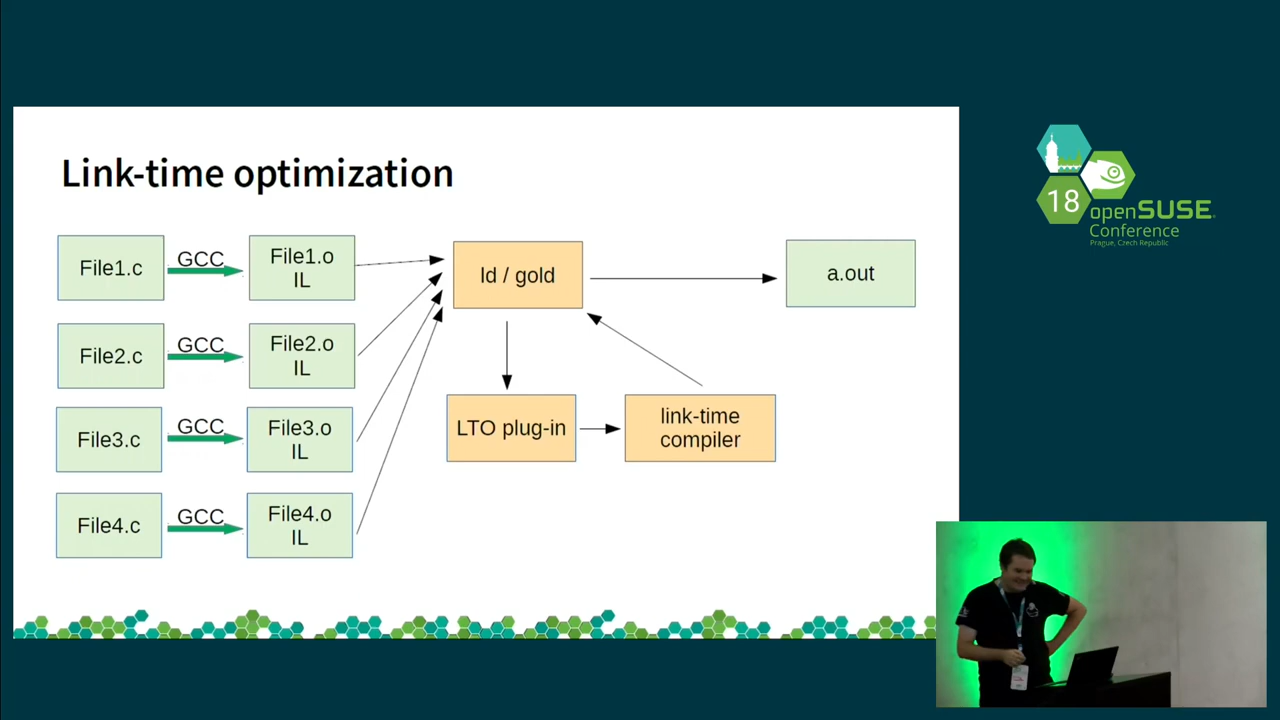 Link-time optimization
File1.c
GCC
File1.o
IL
File2.c
GCC
File2.o
IL
File3.c
GCC
File3.o
IL
File4.c
GCC
File4.o
IL
ld / gold
a.out
LTO plug-in
link-time
compiler
18
openSUSE
Conference
Prague, Czech Republic